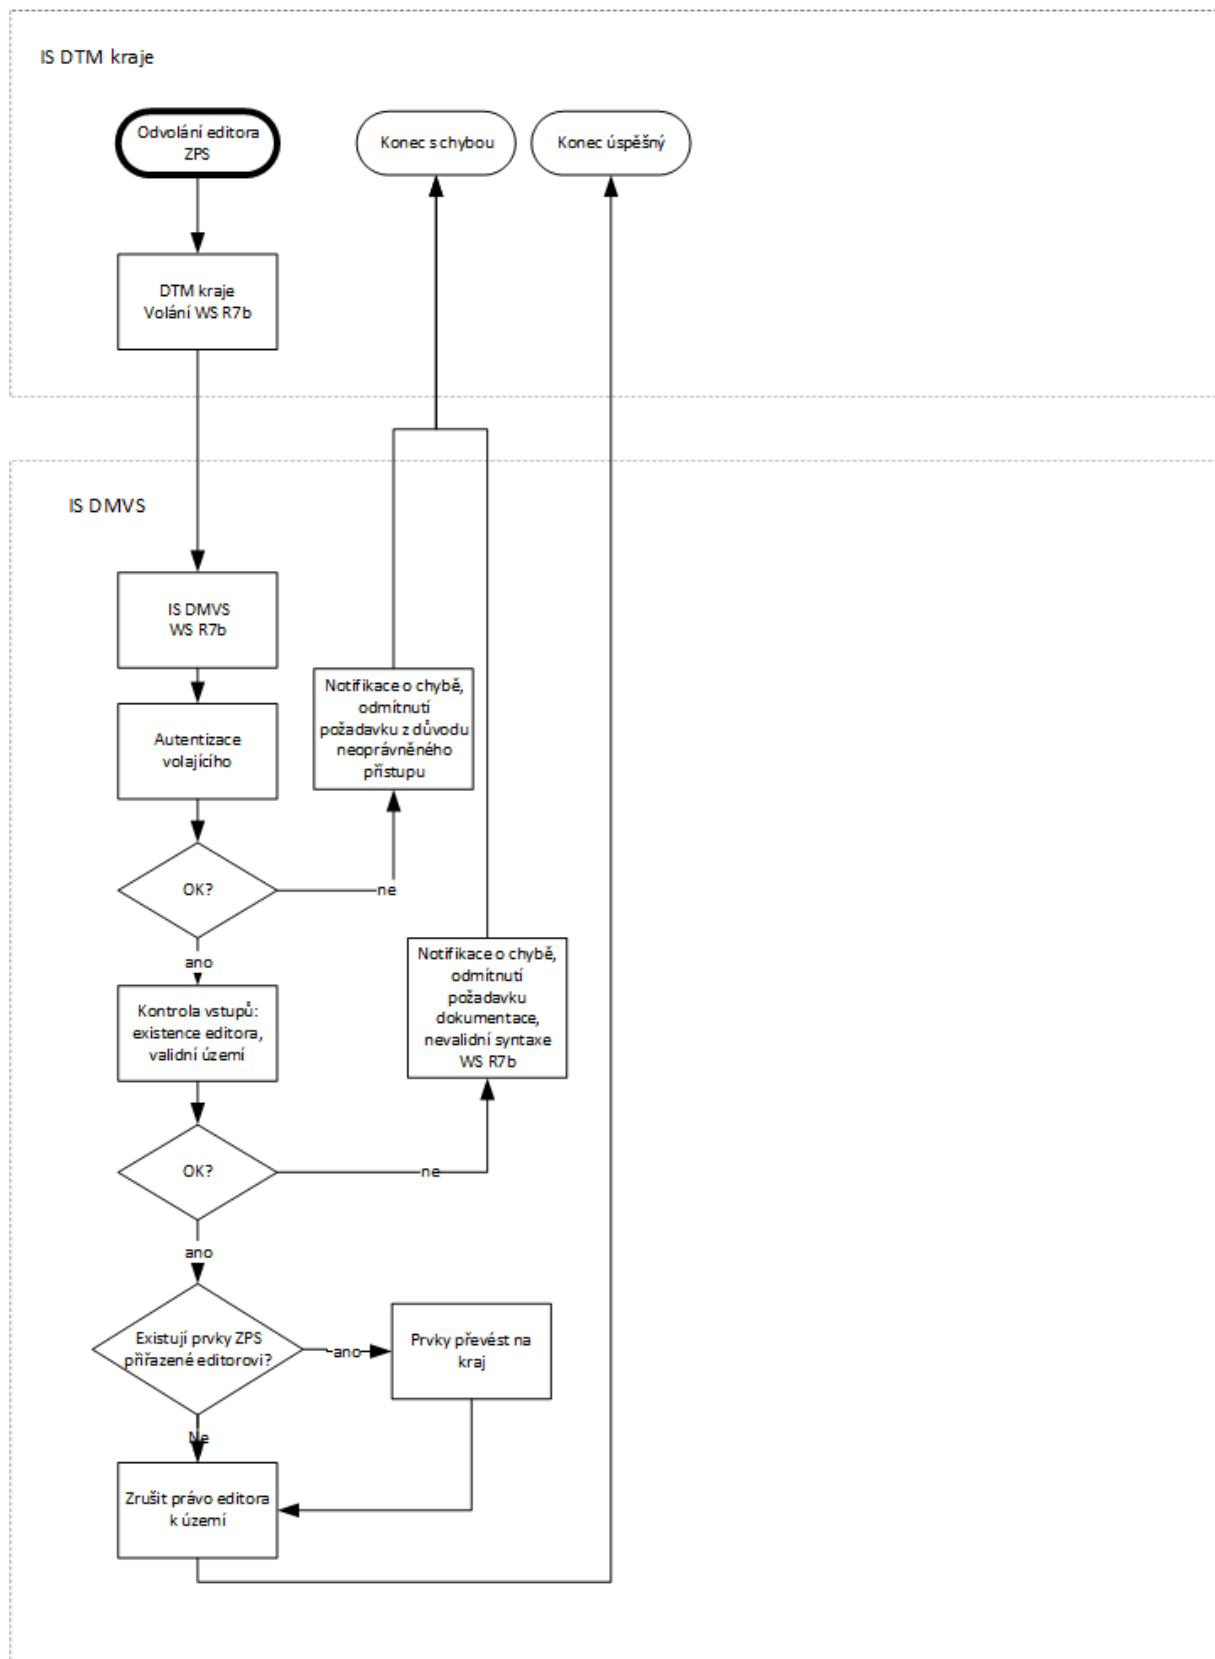 IS DTM kraje
Odvolání editora
ZPS
Konec s chybou
Konec úspěšný
DTM kraje
Volání WS R7b
IS DMVS
IS DMVS
WS R7b
Notifikace o chybě,
odmítnutí
požadavku z důvodu
neoprávněného
přístupu
Autentizace
volajícího
OK?
ne
ano
Notifikace o chybě,
odmítnutí
požadavku
dokumentace,
nevalidní syntaxe
WS R7b
Kontrola vstupů:
existence editora,
validní území
OK?
ne
ano
Existují prvky ZPS
přiřazené editorovi?
ano
Prvky převést na
kraj
Ne
Zrušit právo editora
k území